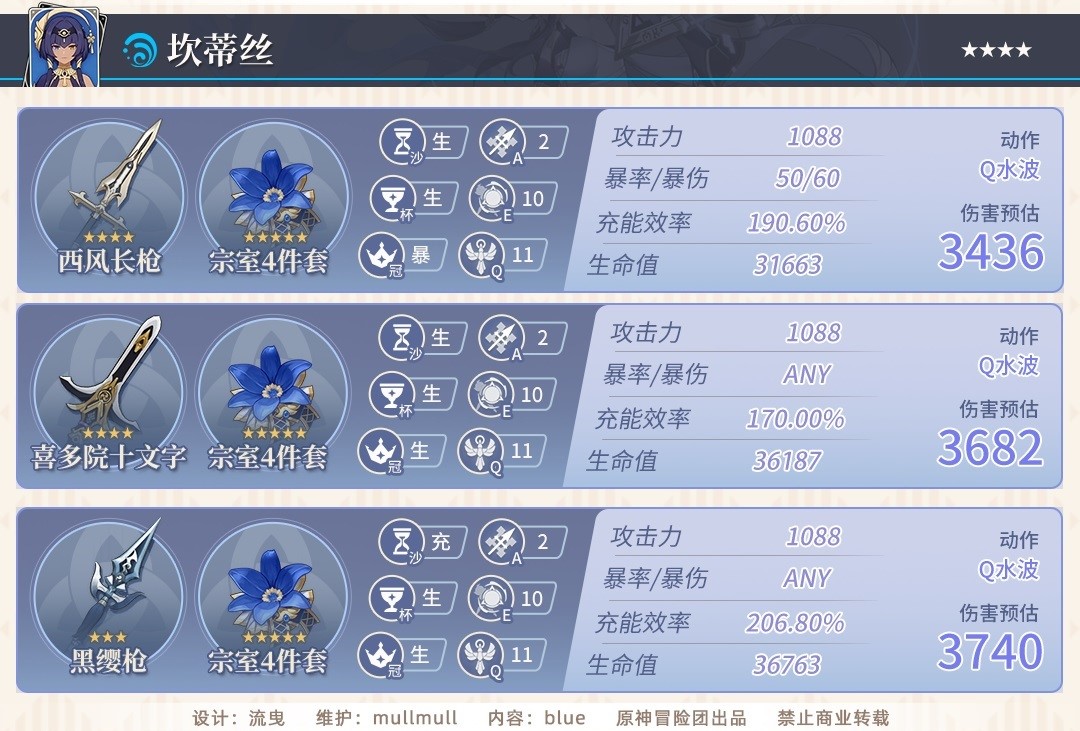 坎蒂丝
★★★★
沙 生
A 2
杯 生
E 10
冠 暴
Q 11
西风长枪
宗室4件套
攻击力 1088
暴率/暴伤 50/60
充能效率 190.60%
生命值 31663
动作
Q水波
伤害预估
3436
沙 生
A 2
杯 生
E 10
冠 生
Q 11
喜多院十文字
宗室4件套
攻击力 1088
暴率/暴伤 ANY
充能效率 170.00%
生命值 36187
动作
Q水波
伤害预估
3682
沙 充
A 2
杯 生
E 10
冠 生
Q 11
黑缨枪
宗室4件套
攻击力 1088
暴率/暴伤 ANY
充能效率 206.80%
生命值 36763
动作
Q水波
伤害预估
3740
设计：流曳 维护：mullmull 内容：blue 原神冒险团出品 禁止商业转载